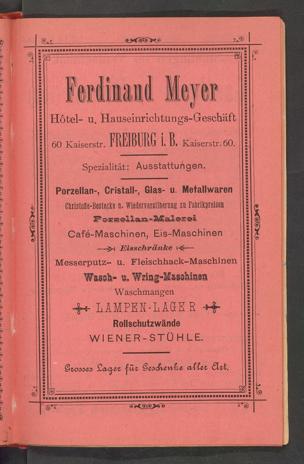 Ferdinand Meyer
Hôtel- u. Hauseinrichtungs-Geschäft
60 Kaiserstr. FREIBURG i. B. Kaiserstr. 60.
Spezialität: Ausstattungen.
Porzellan-, Cristall-, Glas- u. Metallwaren
Christofle-Bestecke u. Wiederversilberung zu Fabrikpreisen
Porzellan-Malerei
Café-Maschinen, Eis-Maschinen
Eisschränke
Messerputz- u. Fleischhack-Maschinen
Wasch- u. Wring-Maschinen
Waschmangen
LAMPEN-LAGER
Rollschutzwände
WIENER-STÜHLE.
Grosses Lager für Geschenke aller Art.